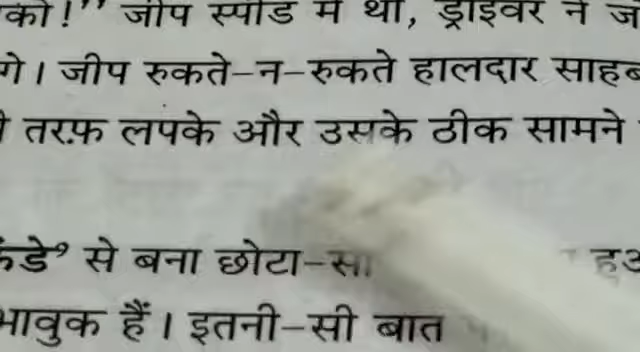 को!” जीप स्पीड में थी, ड्राइवर ने
गे। जीप रुकते-न-रुकते हालदार साहब
तरफ़ लपके और उसके ठीक सामने
से बना छोटा-सा
भावुक हैं। इतनी-सी बात